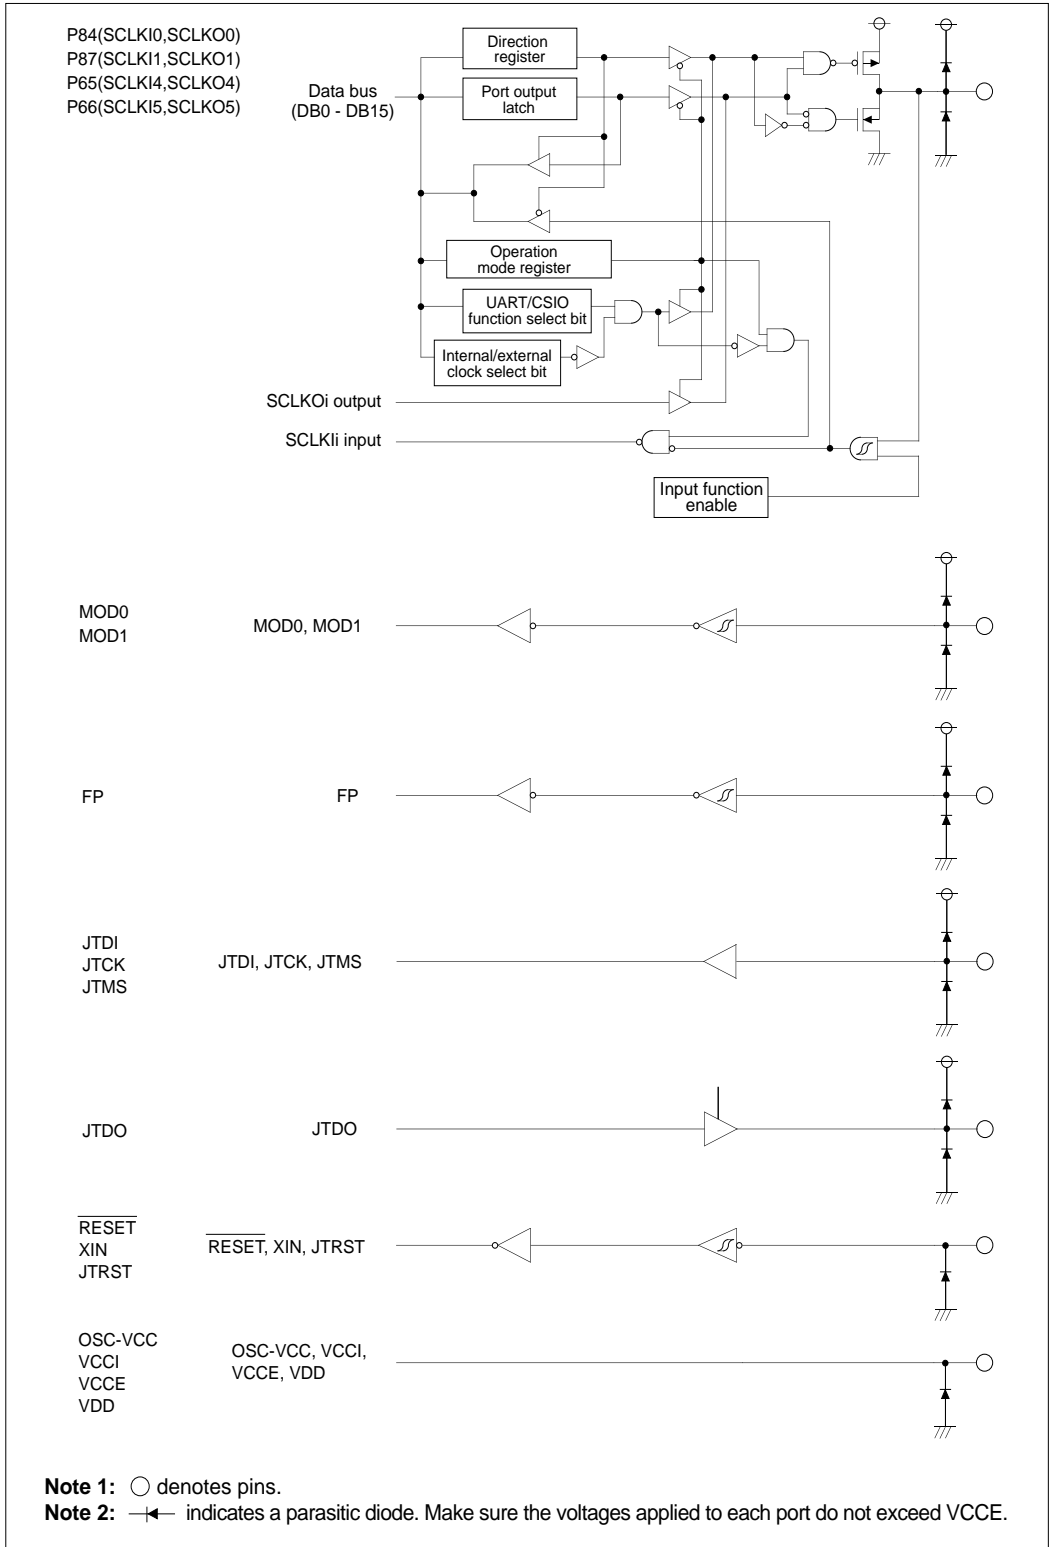 P84(SCLKI0,SCLKO0)
P87(SCLKI1,SCLKO1)
P65(SCLKI4,SCLKO4)
P66(SCLKI5,SCLKO5)
Data bus
(DB0 - DB15)
Direction
register
Port output
latch
Operation
mode register
UART/CSIO
function select bit
Internal/external
clock select bit
SCLKOi output
SCLKIi input
Input function
enable
MOD0
MOD1
MOD0, MOD1
FP
FP
JTDI
JTCK
JTMS
JTDI, JTCK, JTMS
JTDO
JTDO
RESET
XIN
JTRST
RESET, XIN, JTRST
OSC-VCC
VCCI
VCCE
VDD
OSC-VCC, VCCI,
VCCE, VDD
Note 1: denotes pins.
Note 2: indicates a parasitic diode. Make sure the voltages applied to each port do not exceed VCCE.